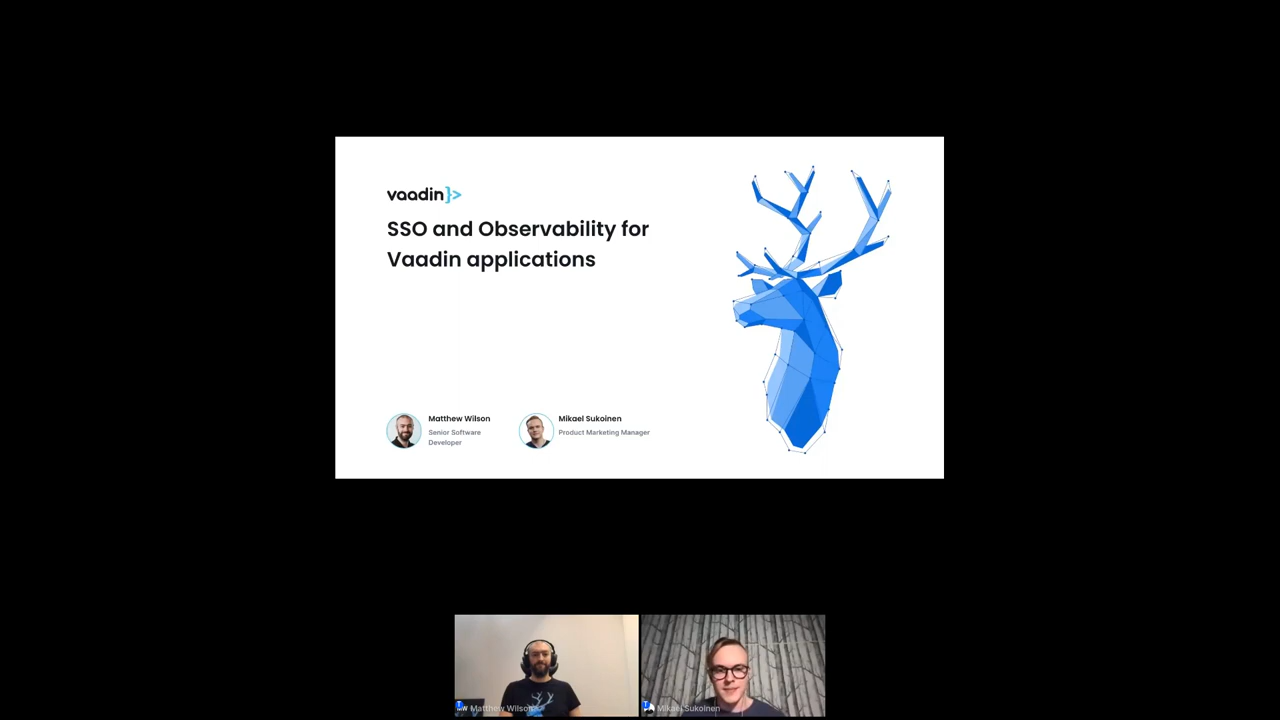 vaadin}>
SSO and Observability for
Vaadin applications
Matthew Wilson
Senior Software
Developer
Mikael Sukoinen
Product Marketing Manager
Matthew Wilson
Mikael Sukoinen